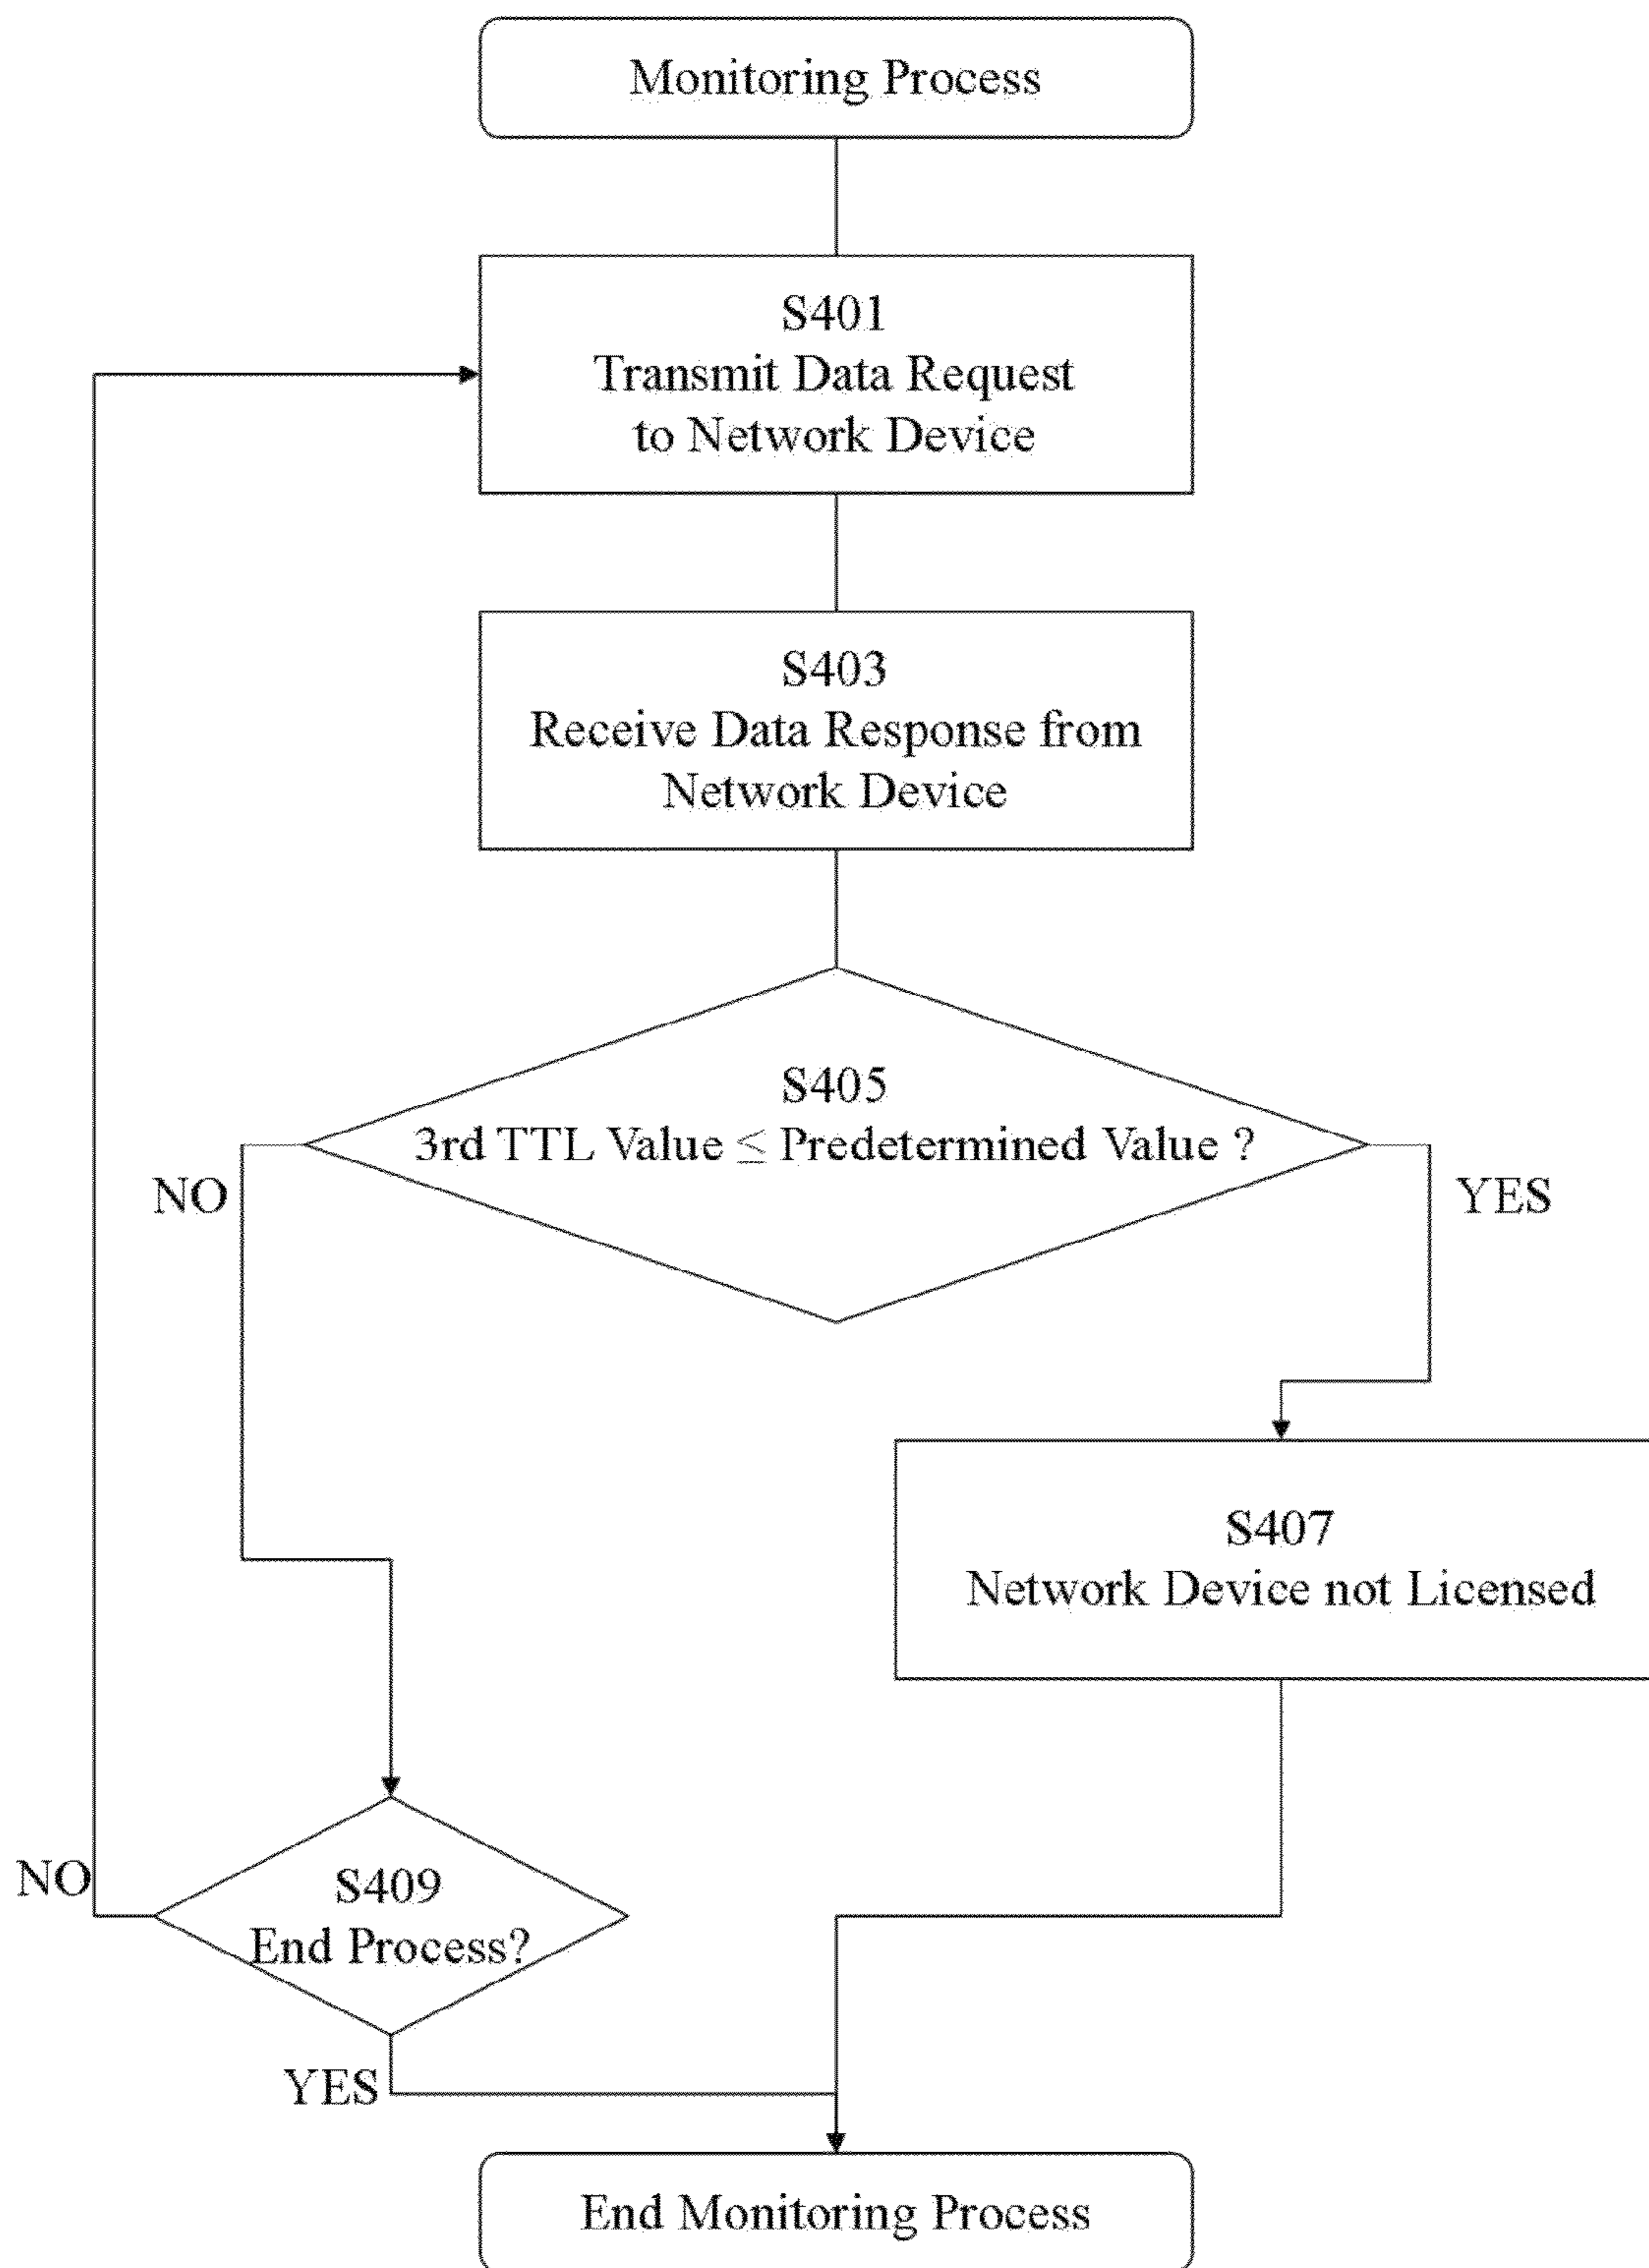 Monitoring Process
S401
Transmit Data Request
to Network Device
S403
Receive Data Response from
Network Device
S405
3rd TTL Value ≤ Predetermined Value ?
NO
YES
S407
Network Device not Licensed
NO
S409
End Process?
YES
End Monitoring Process